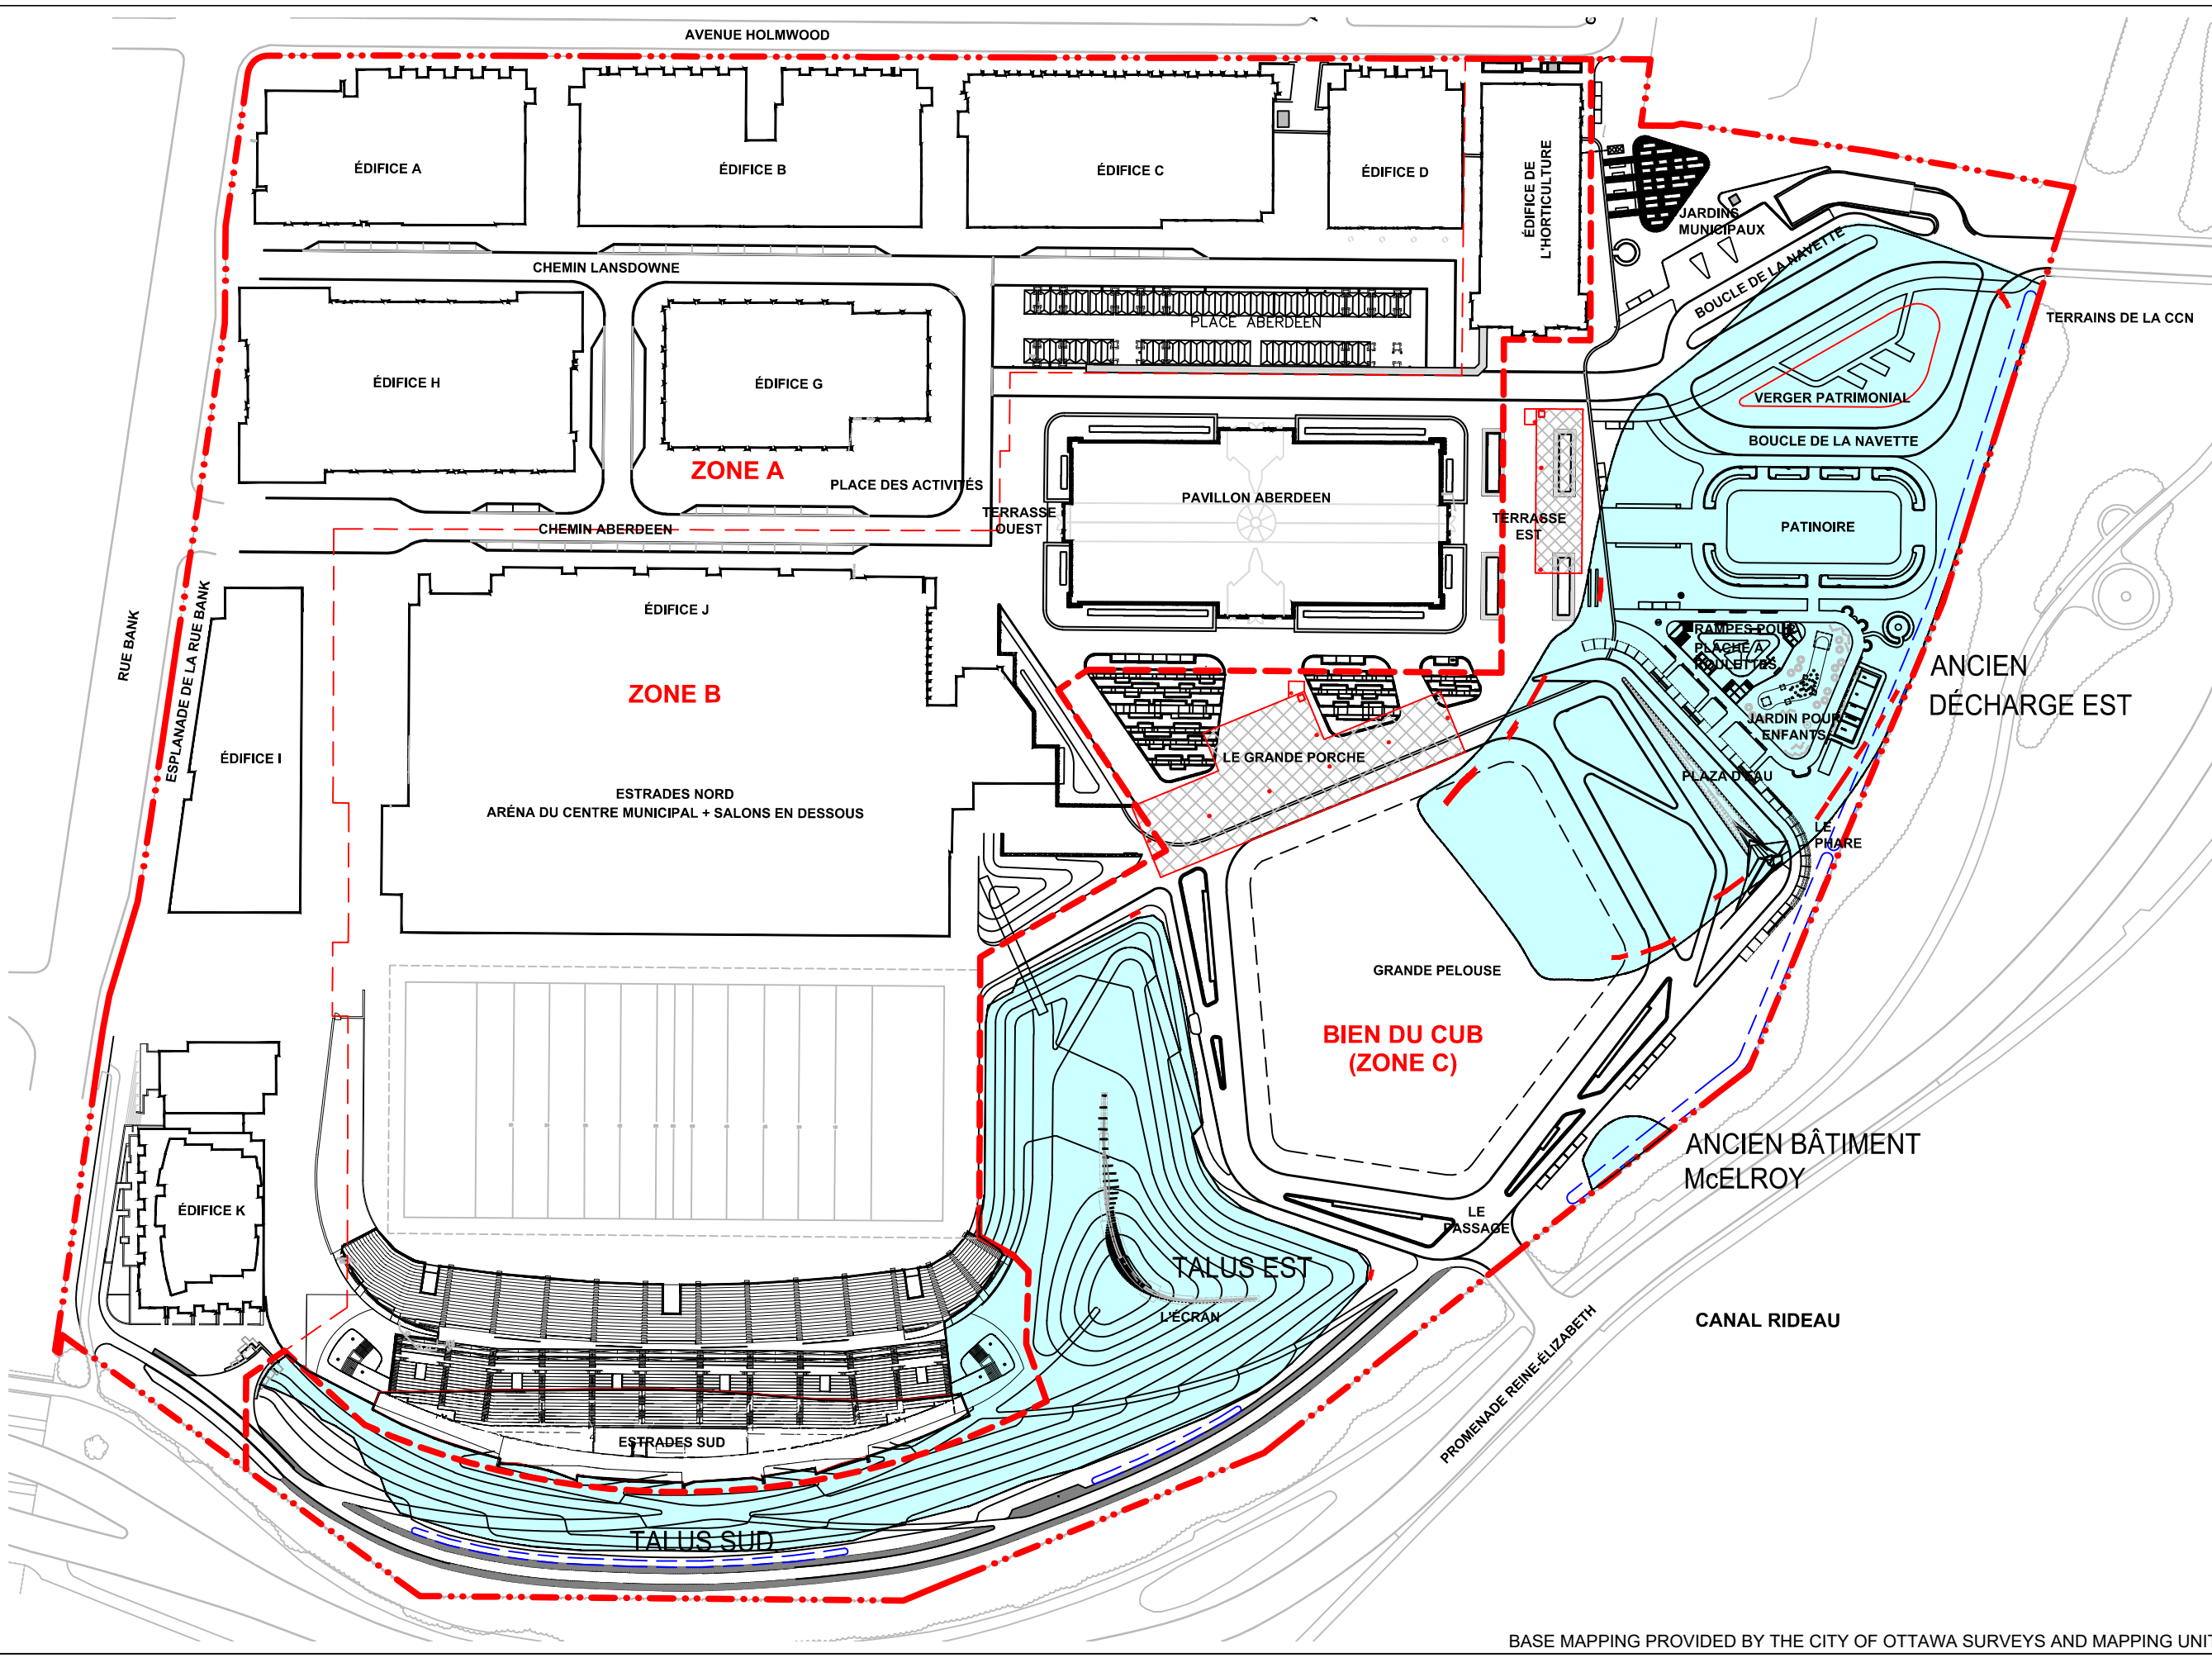 AVENUE HOLMWOOD
ÉDIFICE A
ÉDIFICE B
ÉDIFICE C
ÉDIFICE D
ÉDIFICE DE
L'HORTICULTURE
JARDINS
MUNICIPAUX
BOUCLE DE LA NAVETTE
CHEMIN LANSDOWNE
PLACE ABERDEEN
TERRAINS DE LA CCN
ÉDIFICE H
ÉDIFICE G
VERGER PATRIMONIAL
BOUCLE DE LA NAVETTE
ZONE A
PLACE DES ACTIVITÉS
PAVILLON ABERDEEN
TERRASSE
OUEST
TERRASSE
EST
PATINOIRE
CHEMIN ABERDEEN
RUE BANK
ESPLANADE DE LA RUE BANK
ÉDIFICE J
RAMPES POUR
PLACHE À
ROULETTES
ANCIEN
DÉCHARGE EST
ZONE B
JARDIN POUR
ENFANTS
ÉDIFICE I
LE GRANDE PORCHE
PLAZA D'EAU
ESTRADES NORD
ARÉNA DU CENTRE MUNICIPAL + SALONS EN DESSOUS
LE
PHARE
GRANDE PELOUSE
BIEN DU CUB
(ZONE C)
ANCIEN BÂTIMENT
McELROY
ÉDIFICE K
LE
PASSAGE
TALUS EST
L'ÉCRAN
CANAL RIDEAU
PROMENADE REINE-ÉLIZABETH
ESTRADES SUD
TALUS SUD
BASE MAPPING PROVIDED BY THE CITY OF OTTAWA SURVEYS AND MAPPING UNIT